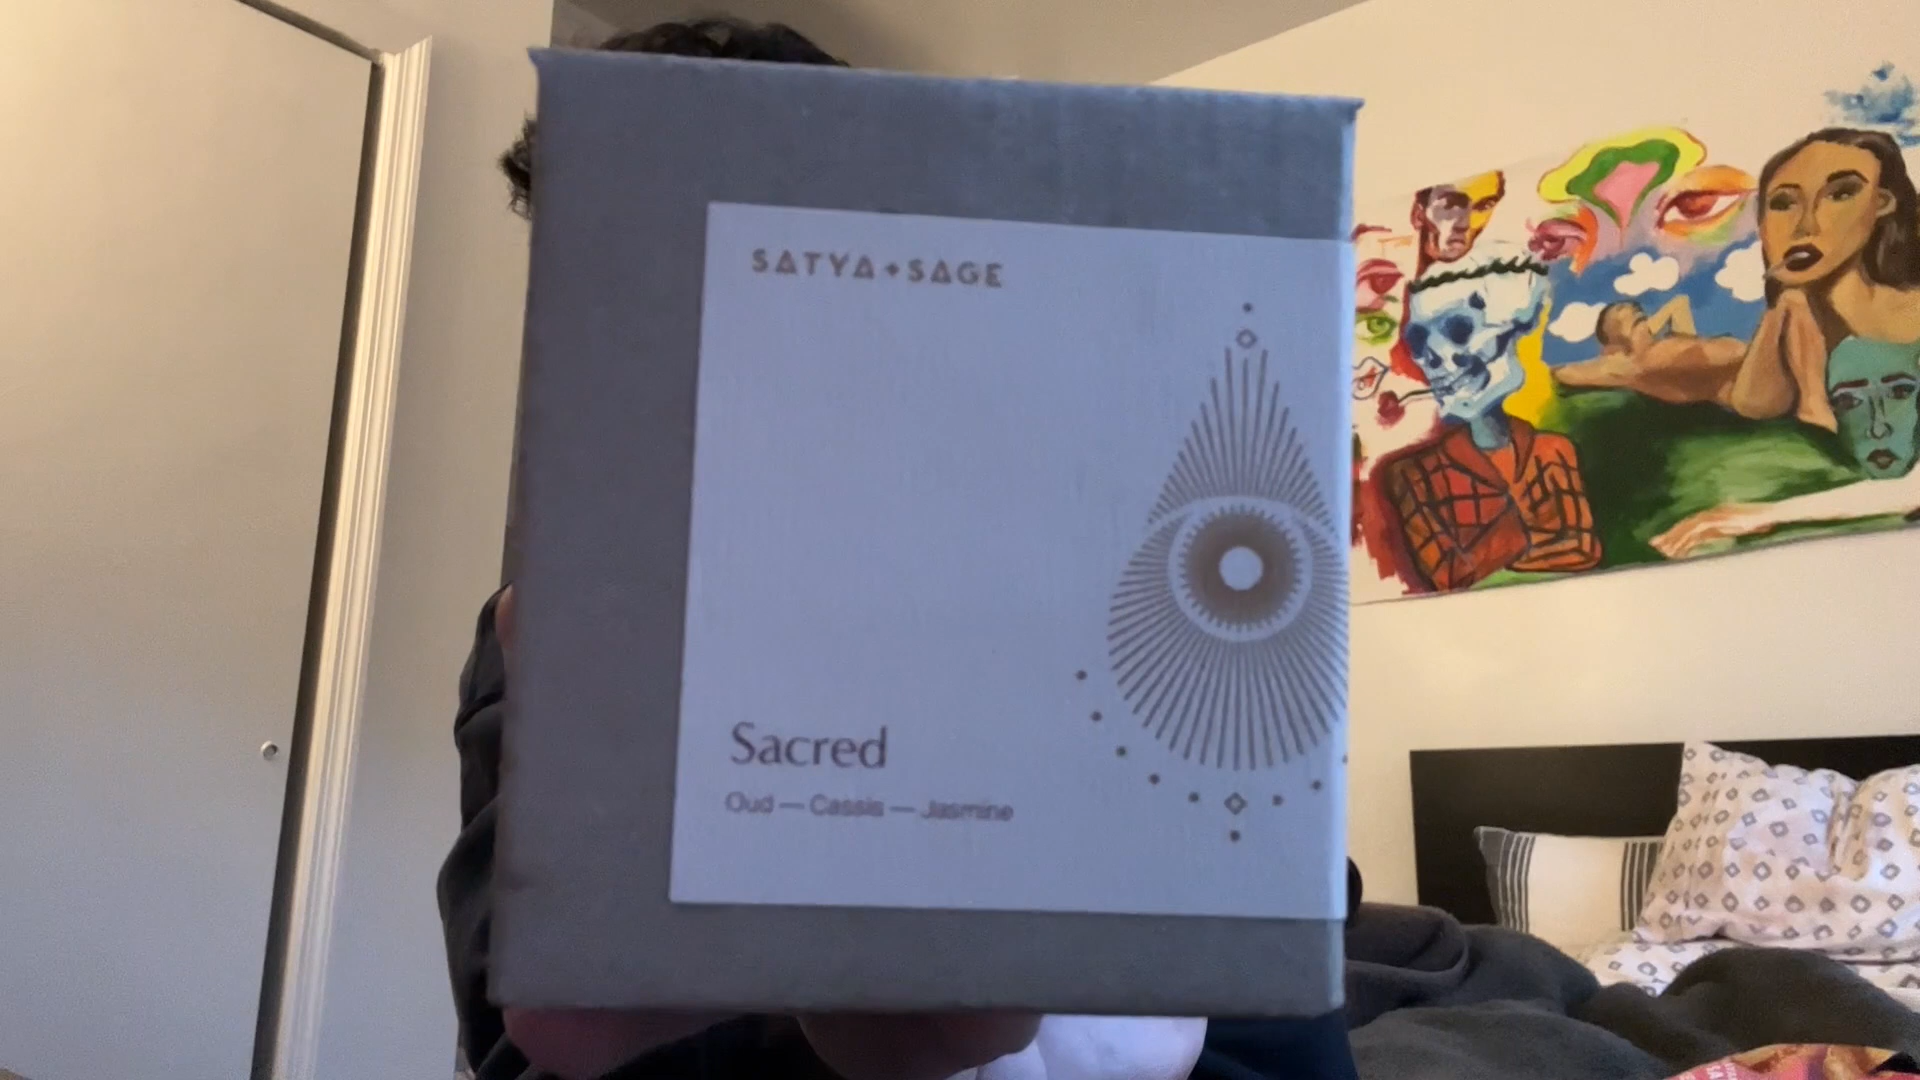 SATYA+SAGE
Sacred
Oud — Cassis — Jasmine